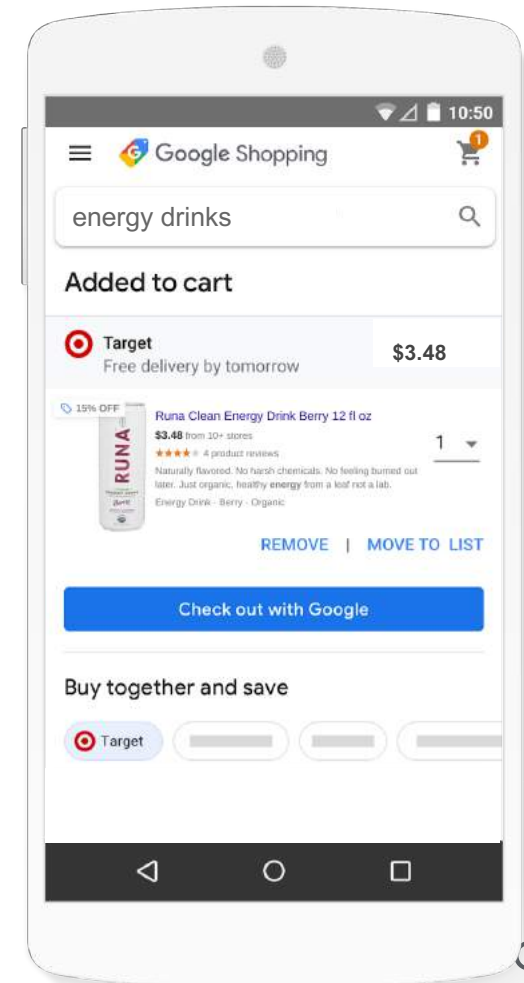 10:50
Google Shopping
1
energy drinks
Added to cart
Target
$3.48
Free delivery by tomorrow
15% OFF
Runa Clean Energy Drink Berry 12 fl oz
$3.48 from 10+ stores
4 product reviews
1
Naturally flavored. No harsh chemicals. No feeling burned out
later. Just organic, healthy energy from a leaf not a lab.
Energy Drink - Berry - Organic
RUNA
Berry
REMOVE | MOVE TO LIST
Check out with Google
Buy together and save
Target